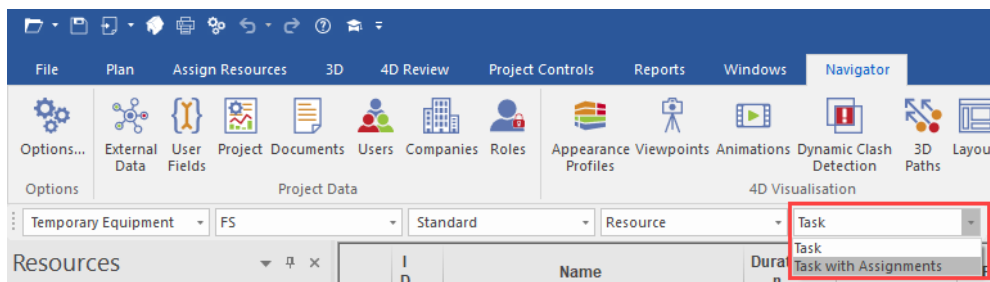 File Plan Assign Resources 3D 4D Review Project Controls Reports Windows Navigator
Options... External User Project Documents Users Companies Roles Appearance Viewpoints Animations Dynamic Clash 3D
Data Fields Profiles Detection Paths
Options Project Data 4D Visualisation
Temporary Equipment FS Standard Resource Task
Task
Resources I Name
D Task with Assignments